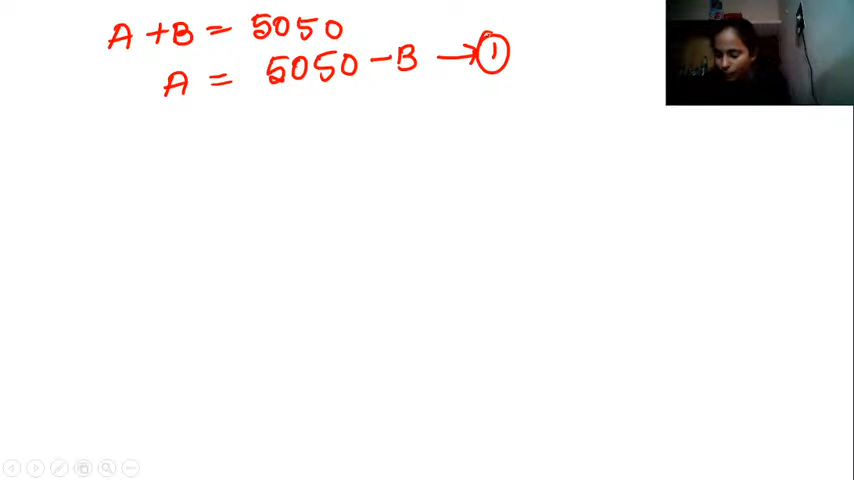 A + B = 5050
A = 5050 - B → ①